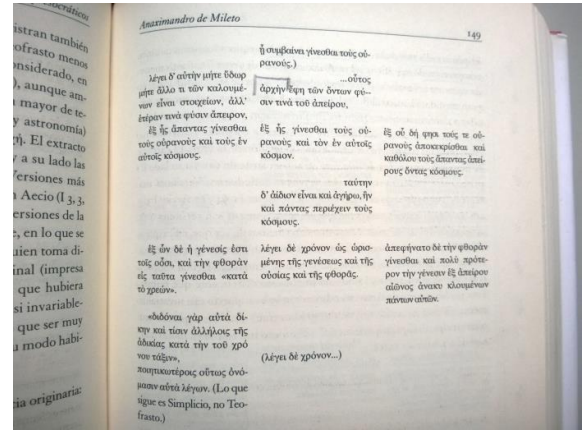 istran también
ofrasto menos
nsiderado, en
), aunque am-
mayor de te-
y astronomía)
χή. El extracto
y a su lado las
ersiones más
Aecio (I 3, 3,
ersiones de la
, en lo que se
uien toma di-
inal (impresa
que hubiera
si invariable-
que ser muy
u modo habi-
ia originaria:
Anaximandro de Mileto
149
ἢ συμβαίνει γίνεσθαι τοὺς οὐ-
ρανούς.)
λέγει δ' αὐτὴν μήτε ὕδωρ
μήτε ἄλλο τι τῶν καλουμέ-
νων εἶναι στοιχείων, ἀλλ'
ἑτέραν τινὰ φύσιν ἄπειρον,
ἐξ ἧς ἅπαντας γίνεσθαι
τοὺς οὐρανοὺς καὶ τοὺς ἐν
αὐτοῖς κόσμους.
...οὗτος
ἀρχὴν ἔφη τῶν ὄντων φύ-
σιν τινὰ τοῦ ἀπείρου,
ἐξ ἧς γίνεσθαι τοὺς οὐ-
ρανοὺς καὶ τὸν ἐν αὐτοῖς
κόσμον.
ἐξ οὗ δή φησι τούς τε οὐ-
ρανοὺς ἀποκεκρίσθαι καὶ
καθόλου τοὺς ἅπαντας ἀπεί-
ρους ὄντας κόσμους.
ταύτην
δ' ἀίδιον εἶναι καὶ ἀγήρω, ἣν
καὶ πάντας περιέχειν τοὺς
κόσμους.
ἐξ ὧν δὲ ἡ γένεσίς ἐστι
τοῖς οὖσι, καὶ τὴν φθορὰν
εἰς ταῦτα γίνεσθαι «κατὰ
τὸ χρεών».
λέγει δὲ χρόνον ὡς ὡρισ-
μένης τῆς γενέσεως καὶ τῆς
οὐσίας καὶ τῆς φθορᾶς.
ἀπεφήνατο δὲ τὴν φθορὰν
γίνεσθαι καὶ πολὺ πρότε-
ρον τὴν γένεσιν ἐξ ἀπείρου
αἰῶνος ἀνακυ κλουμένων
πάντων αὐτῶν.
«διδόναι γὰρ αὐτὰ δί-
κην καὶ τίσιν ἀλλήλοις τῆς
ἀδικίας κατὰ τὴν τοῦ χρό
νου τάξιν»,
ποιητικωτέροις οὕτως ὀνό-
μασιν αὐτὰ λέγων. (Lo que
sigue es Simplicio, no Teo-
frasto.)
(λέγει δὲ χρόνον...)